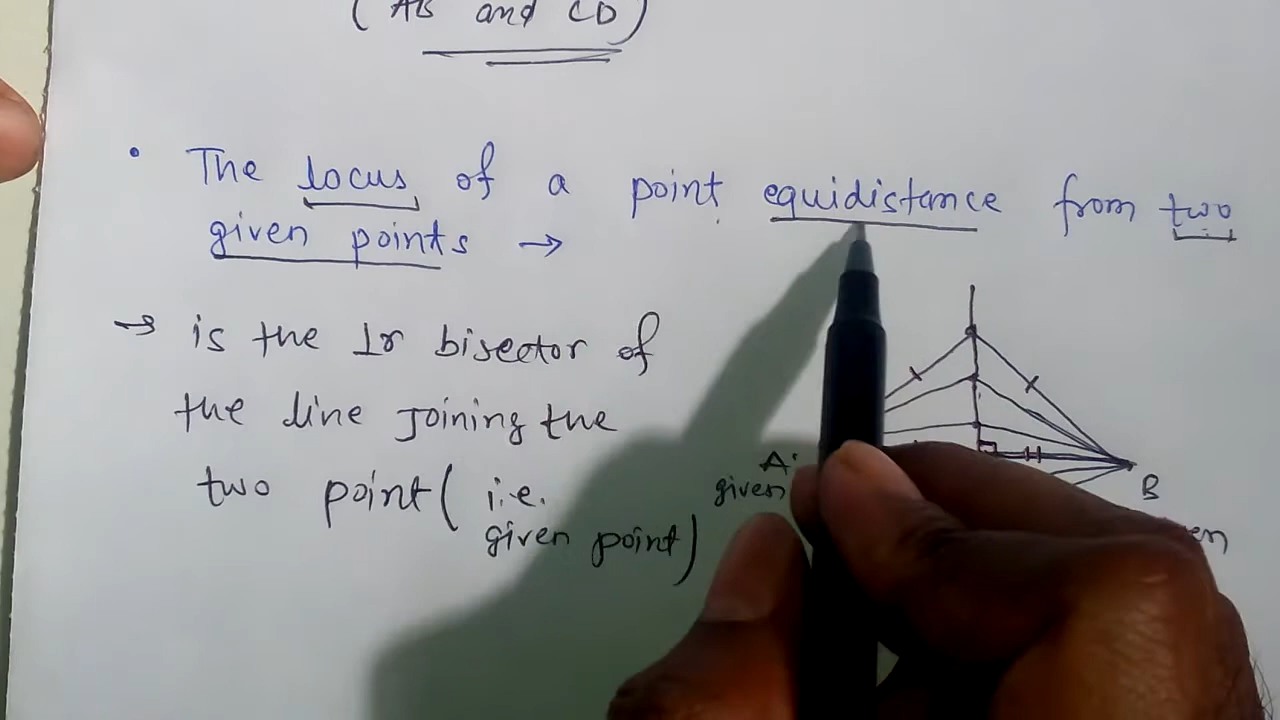 (AB and CD)
• The locus of a point equidistance from two
given points →
→ is the ⊥r bisector of
the line Joining the
two point (i.e.
given point)
A
given
B